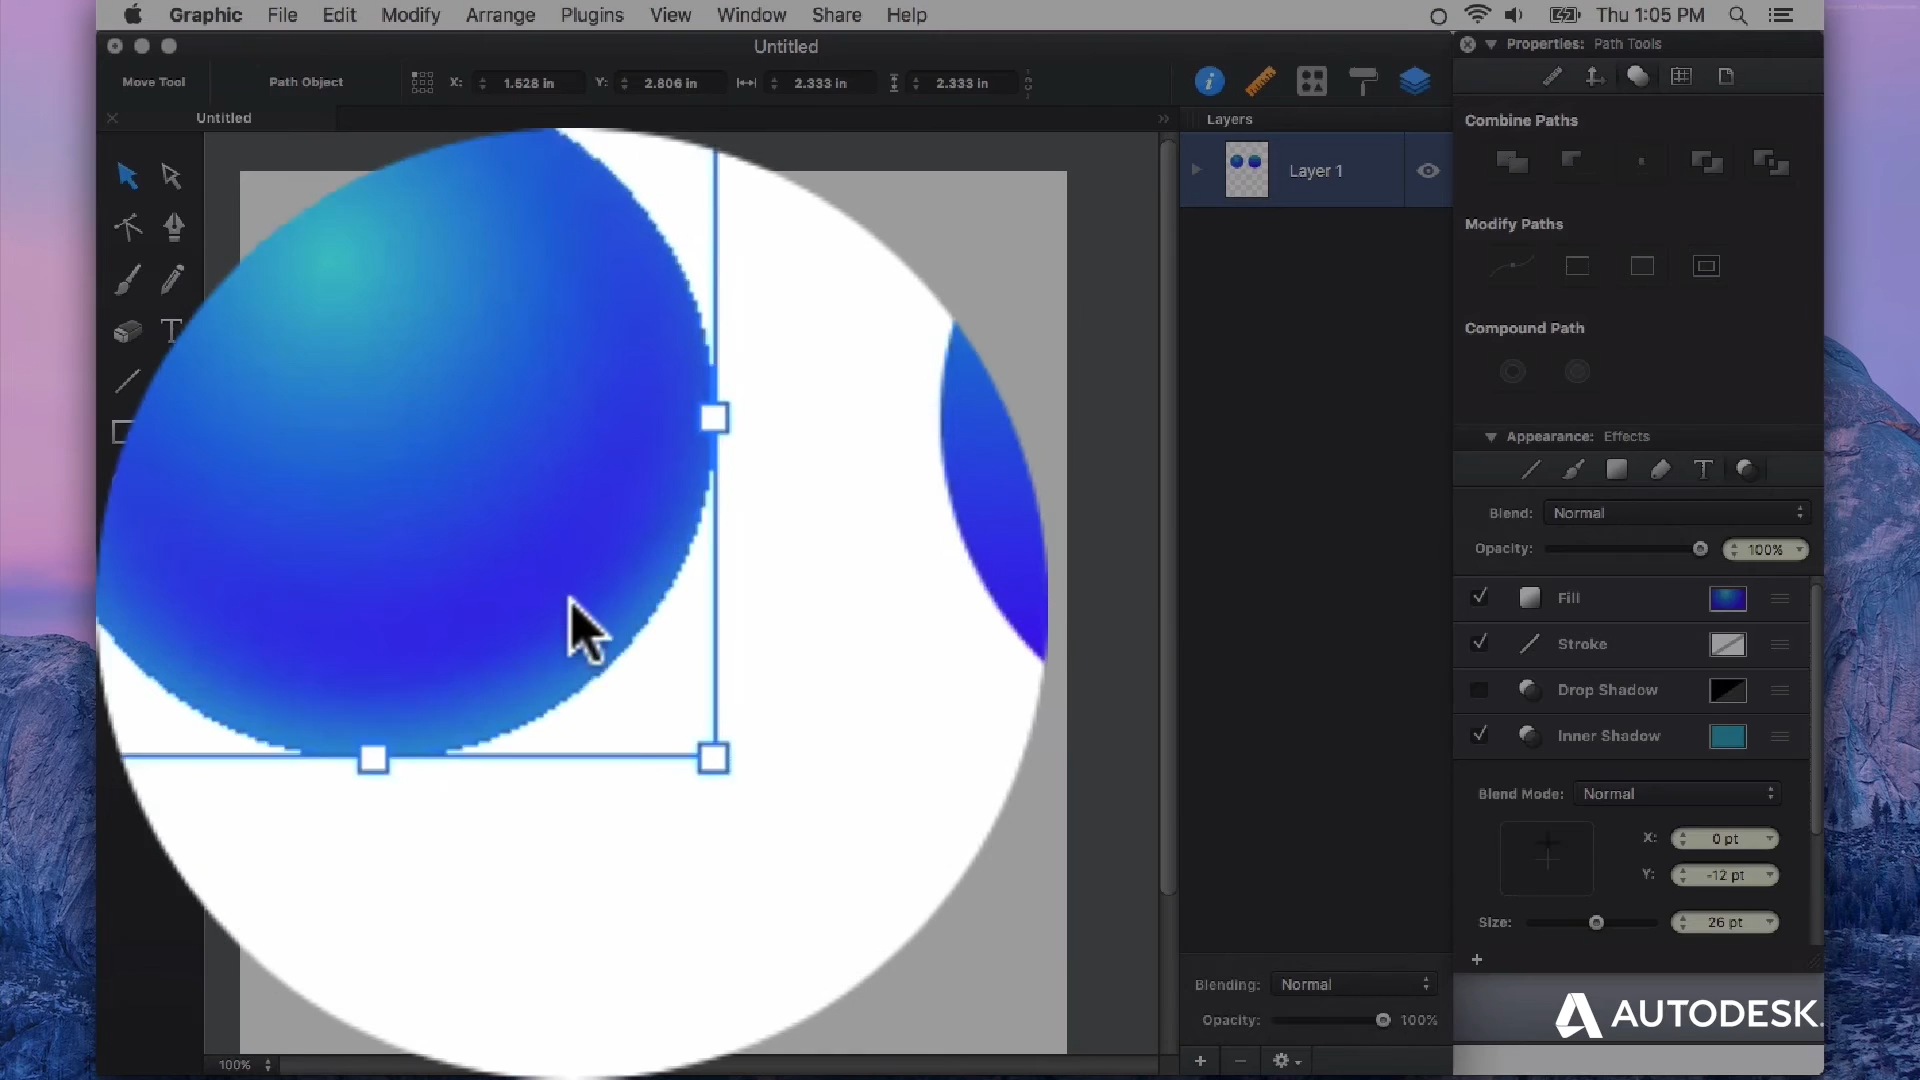 Graphic File Edit Modify Arrange Plugins View Window Share Help Thu 1:05 PM
Untitled
Properties: Path Tools
Move Tool Path Object X: 1.528 in Y: 2.806 in 2.333 in 2.333 in
Untitled
Layers
Combine Paths
Layer 1
Modify Paths
Compound Path
Appearance: Effects
Blend: Normal
Opacity: 100%
Fill
Stroke
Drop Shadow
Inner Shadow
Blend Mode: Normal
X: 0 pt
Y: -12 pt
Size: 26 pt
Blending: Normal
Opacity: 100%
AUTODESK.
100%